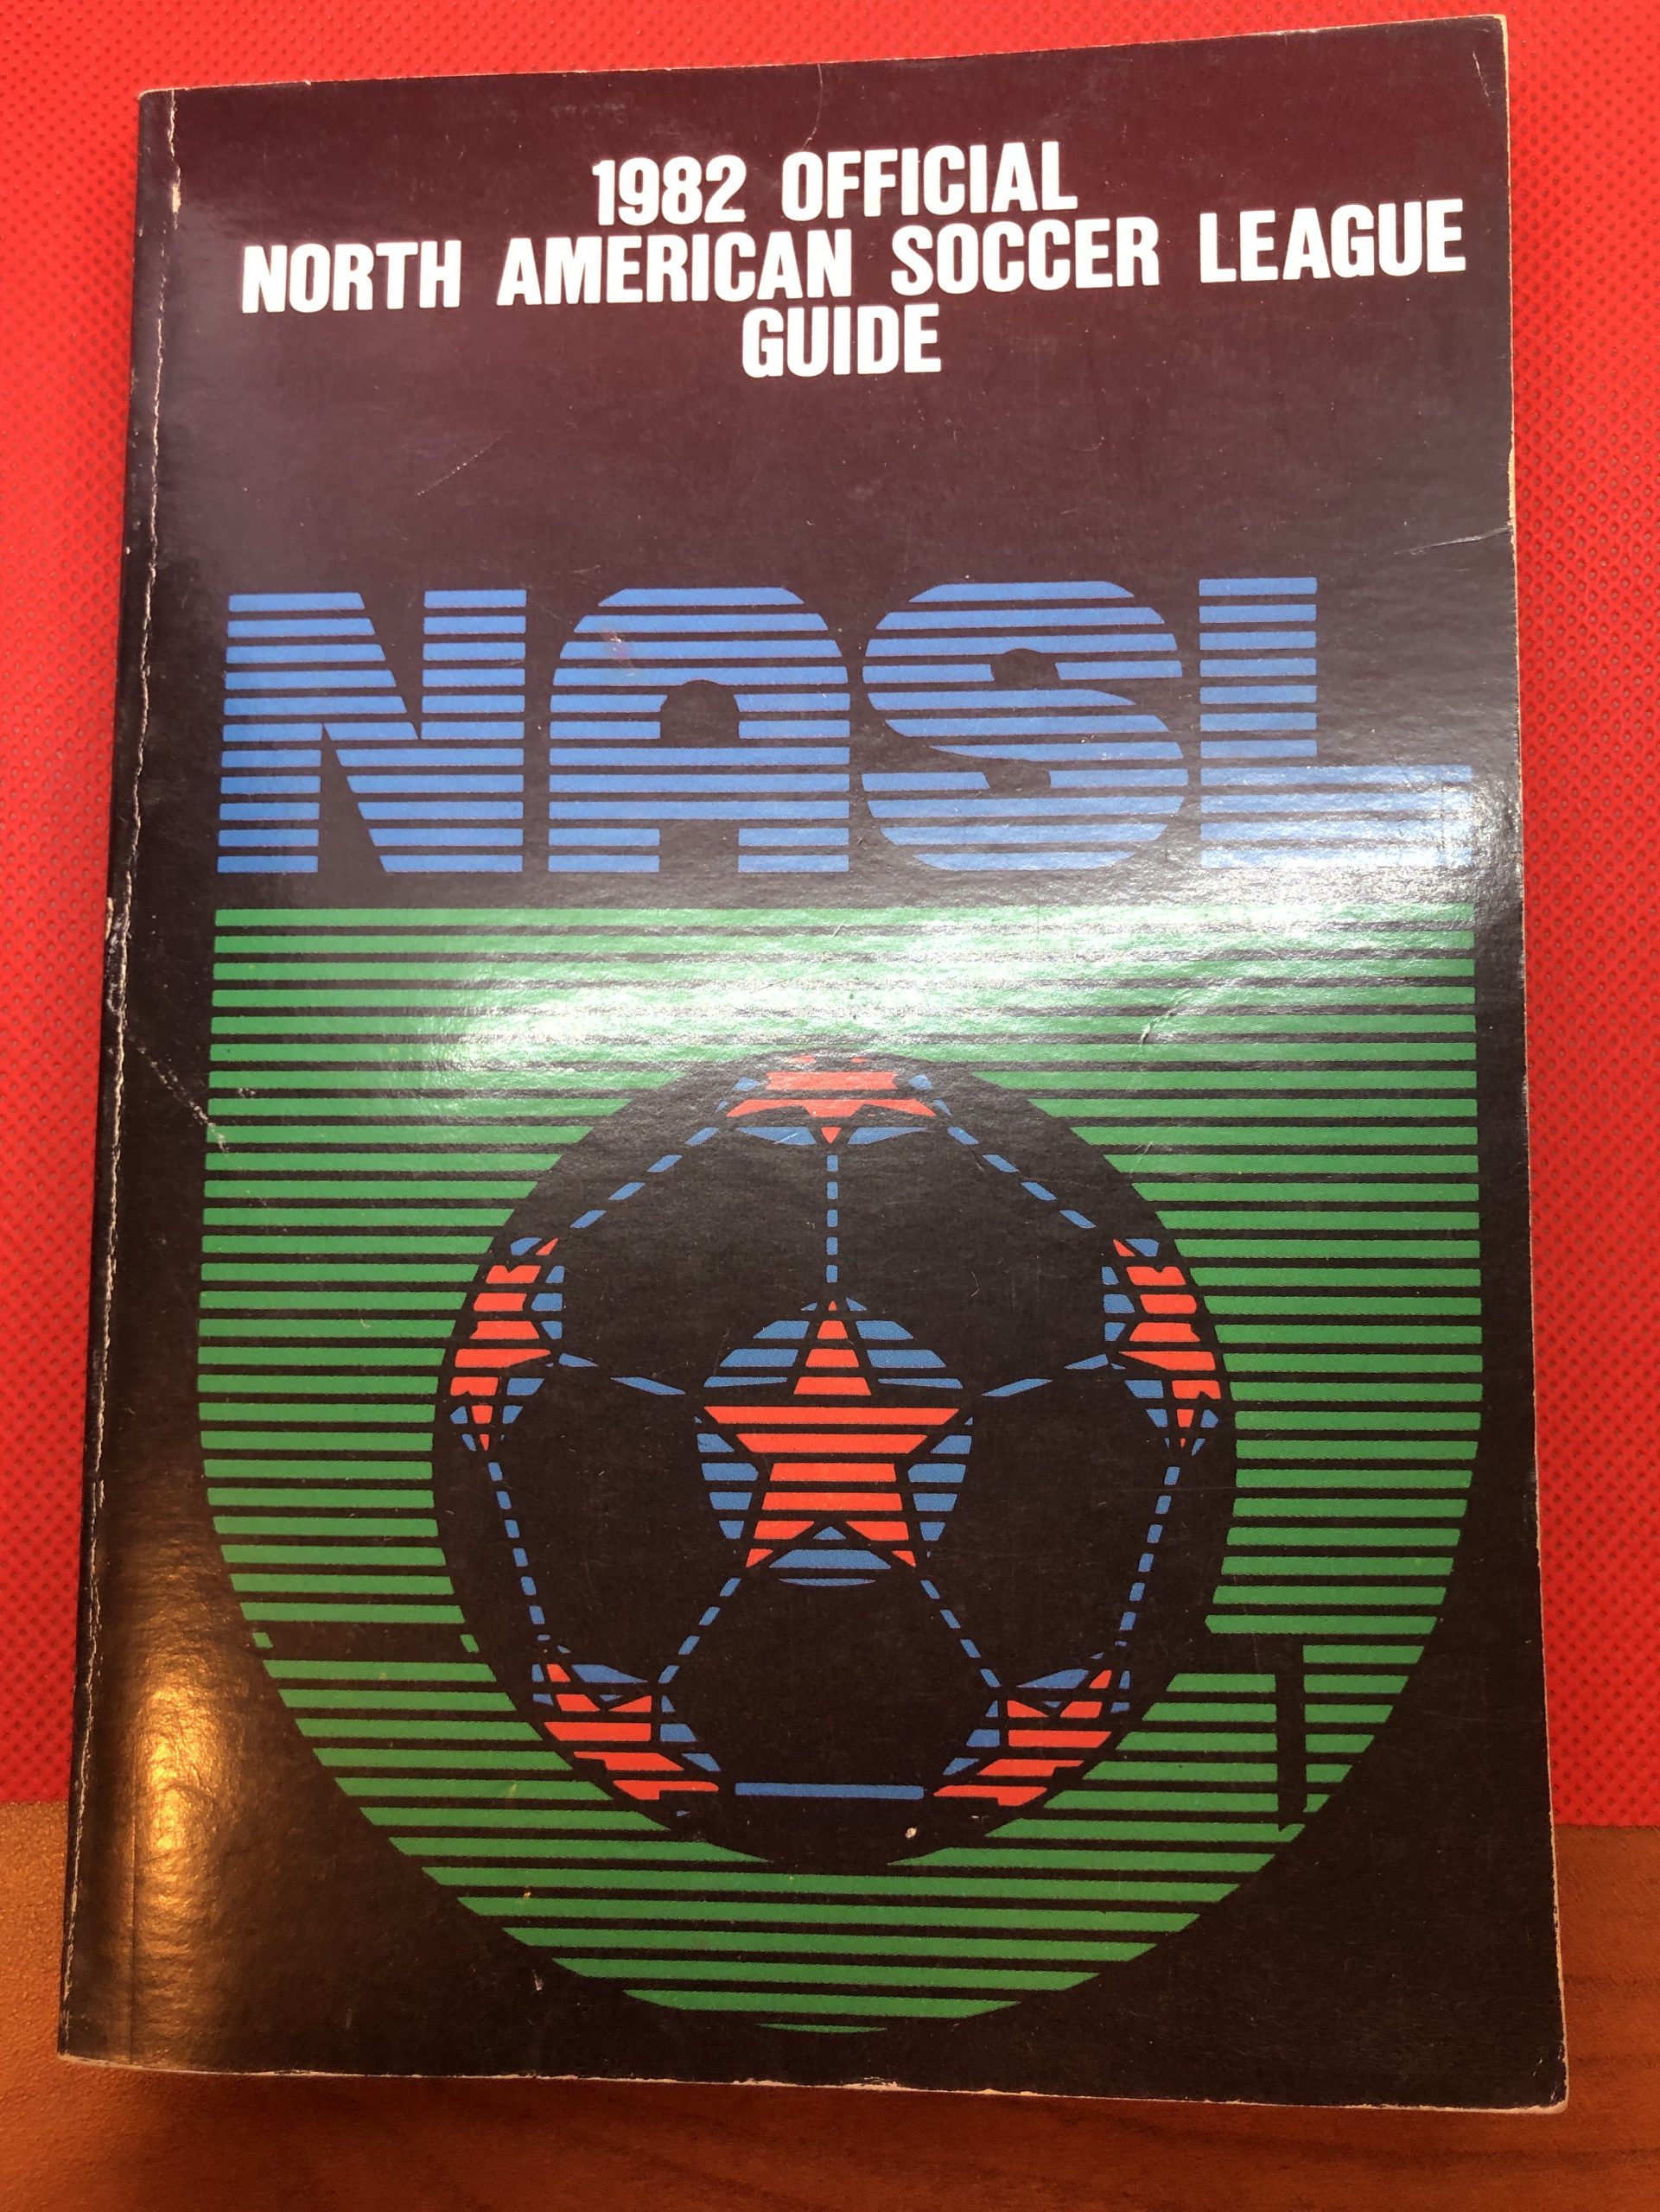 1982 OFFICIAL
NORTH AMERICAN SOCCER LEAGUE
GUIDE
NASL